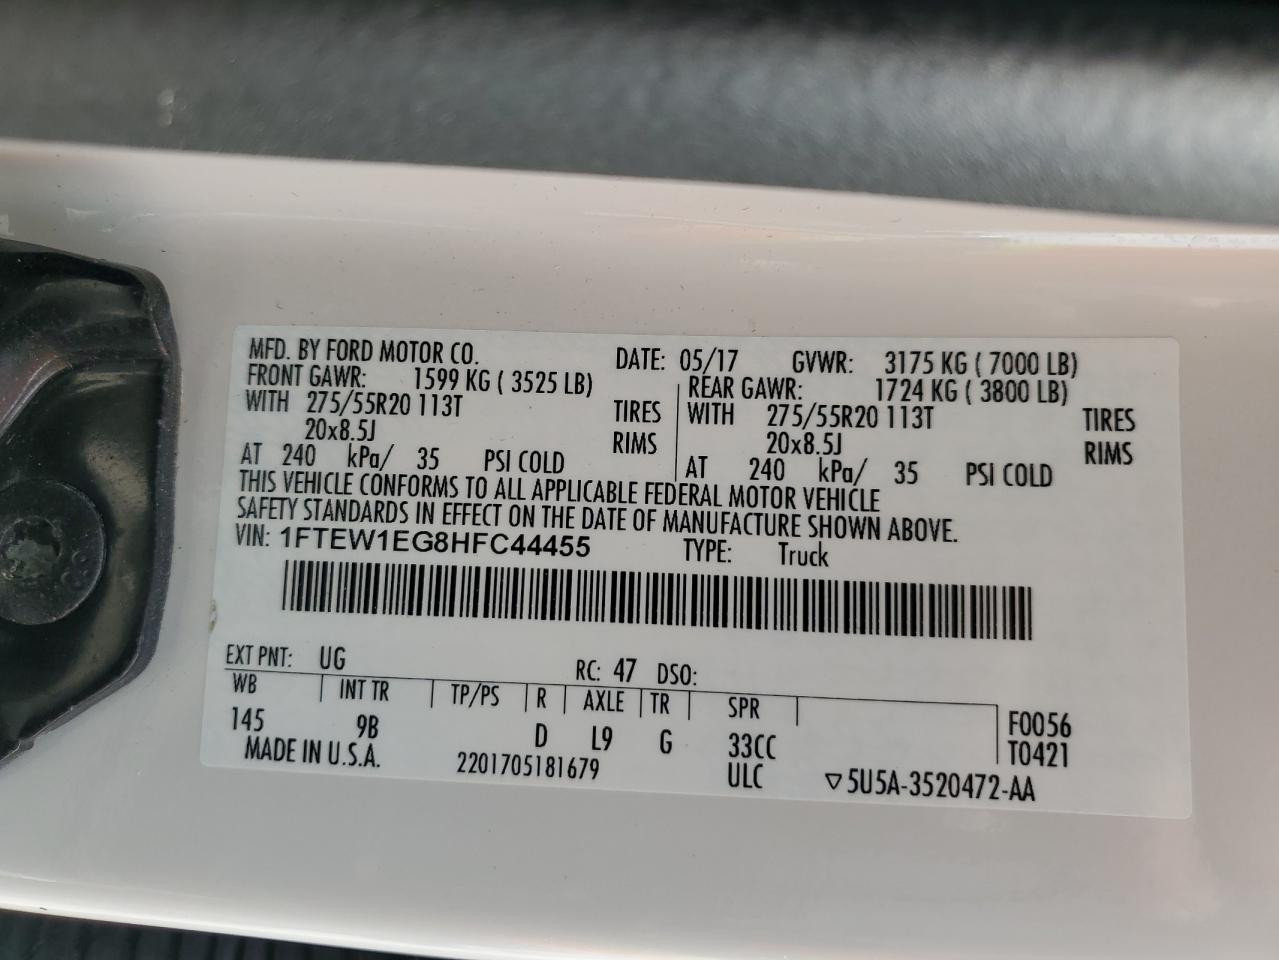 MFD. BY FORD MOTOR CO. DATE: 05/17 GVWR: 3175 KG ( 7000 LB)
FRONT GAWR: 1599 KG ( 3525 LB) REAR GAWR: 1724 KG ( 3800 LB)
WITH 275/55R20 113T TIRES WITH 275/55R20 113T TIRES
20x8.5J RIMS 20x8.5J RIMS
AT 240 kPa/ 35 PSI COLD AT 240 kPa/ 35 PSI COLD
THIS VEHICLE CONFORMS TO ALL APPLICABLE FEDERAL MOTOR VEHICLE
SAFETY STANDARDS IN EFFECT ON THE DATE OF MANUFACTURE SHOWN ABOVE.
VIN: 1FTEW1EG8HFC44455 TYPE: Truck
EXT PNT: UG RC: 47 DSO:
WB INT TR TP/PS R AXLE TR SPR
145 9B D L9 G 33CC F0056
ULC T0421
MADE IN U.S.A. 2201705181679 ▽5U5A-3520472-AA